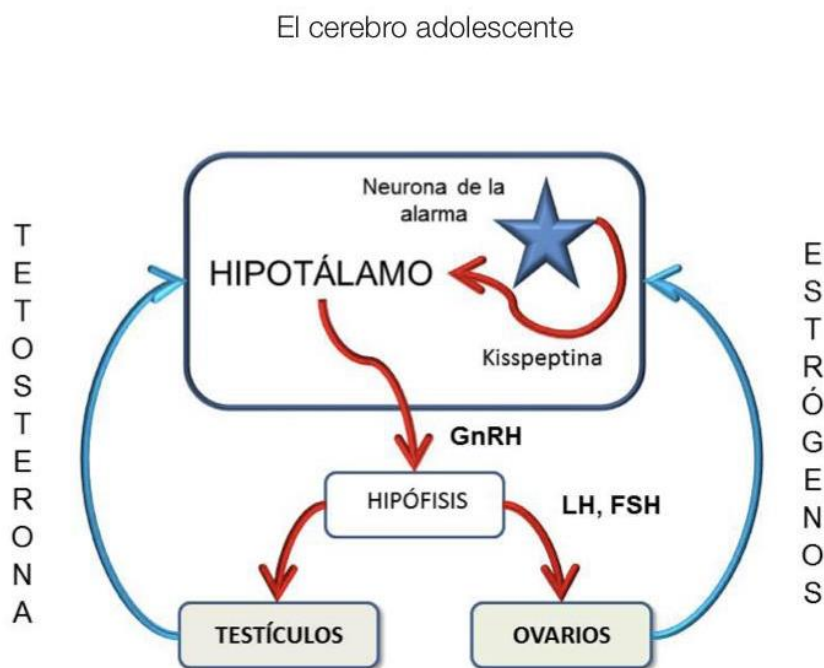 El cerebro adolescente
Neurona de la
alarma
HIPOTÁLAMO
Kisspeptina
GnRH
HIPÓFISIS
LH, FSH
TESTÍCULOS
OVARIOS
TETOSTERONA
ESTRÓGENOS